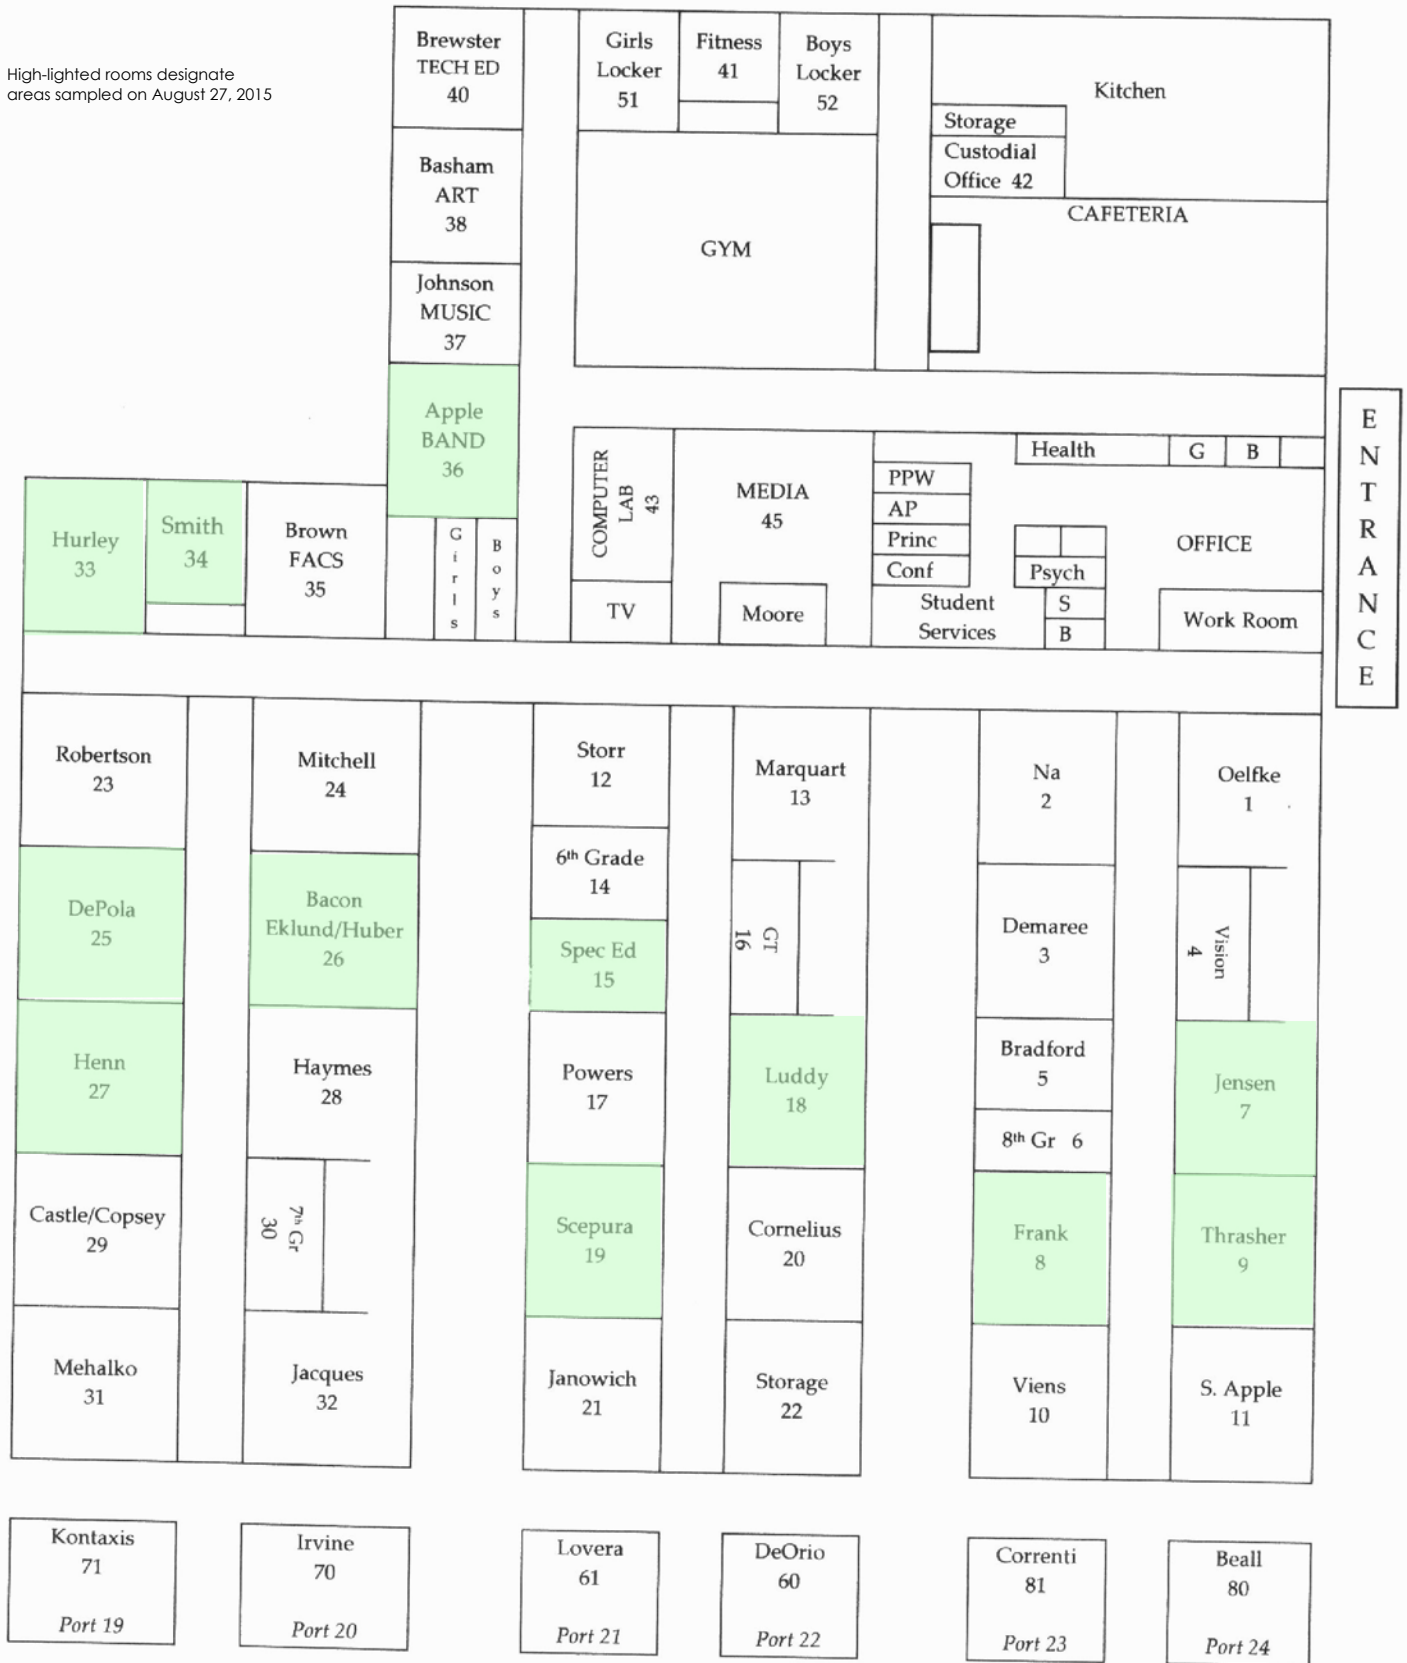 High-lighted rooms designate
areas sampled on August 27, 2015
Brewster
TECH ED
40
Girls
Locker
51
Fitness
41
Boys
Locker
52
Kitchen
Storage
Custodial
Office 42
CAFETERIA
Basham
ART
38
GYM
Johnson
MUSIC
37
Apple
BAND
36
ENTRANCE
Hurley
33
Smith
34
Brown
FACS
35
Girls
Boys
COMPUTER
LAB
43
TV
MEDIA
45
Moore
PPW
AP
Princ
Conf
Student
Services
Health
G
B
OFFICE
Psych
S
B
Work Room
Robertson
23
Mitchell
24
Storr
12
Marquart
13
Na
2
Oelfke
1
DePola
25
Bacon
Eklund/Huber
26
6th Grade
14
Spec Ed
15
GT
16
Demaree
3
Vision
4
Henn
27
Haymes
28
Powers
17
Luddy
18
Bradford
5
8th Gr 6
Jensen
7
Castle/Copsey
29
7th Gr
30
Scepura
19
Cornelius
20
Frank
8
Thrasher
9
Mehalko
31
Jacques
32
Janowich
21
Storage
22
Viens
10
S. Apple
11
Kontaxis
71
Port 19
Irvine
70
Port 20
Lovera
61
Port 21
DeOrio
60
Port 22
Correnti
81
Port 23
Beall
80
Port 24